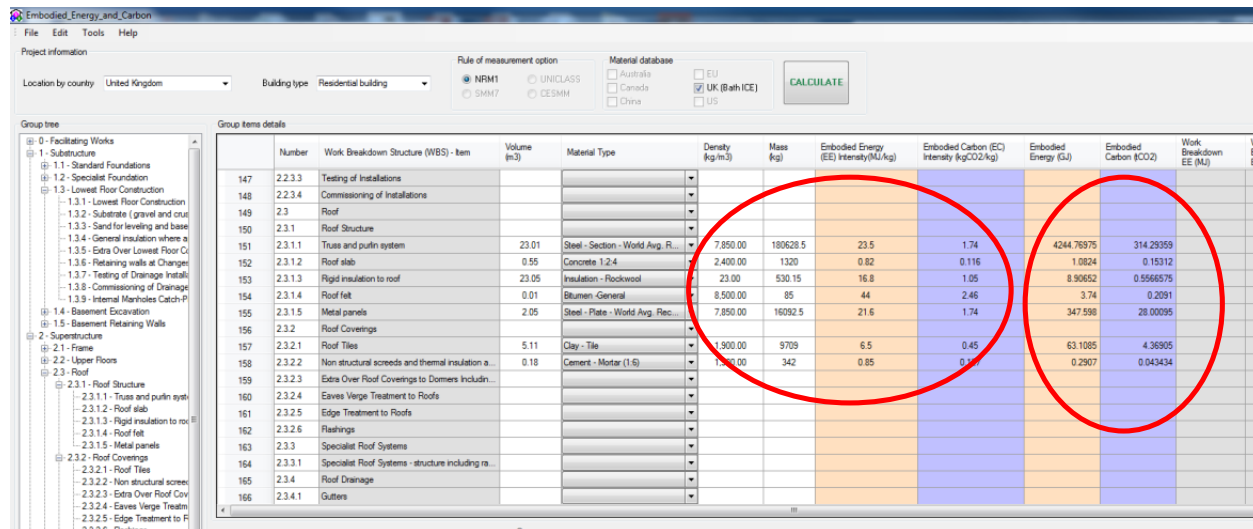 Embodied_Energy_and_Carbon
File Edit Tools Help
Project information
Location by country United Kingdom Building type Residential building
Rule of measurement option
NRM1 UNICLASS
SMM7 CESMM
Material database
Australia EU
Canada UK (Bath ICE)
China US
CALCULATE
Group tree
0 - Facilitating Works
1 - Substructure
1.1 - Standard Foundations
1.2 - Specialist Foundation
1.3 - Lowest Floor Construction
1.3.1 - Lowest Floor Construction
1.3.2 - Substrate ( gravel and crus
1.3.3 - Sand for leveling and base
1.3.4 - General insulation where a
1.3.5 - Extra Over Lowest Floor Co
1.3.6 - Retaining walls at Changes
1.3.7 - Testing of Drainage Installa
1.3.8 - Commissioning of Drainage
1.3.9 - Internal Manholes Catch-P
1.4 - Basement Excavation
1.5 - Basement Retaining Walls
2 - Superstructure
2.1 - Frame
2.2 - Upper Floors
2.3 - Roof
2.3.1 - Roof Structure
2.3.1.1 - Truss and purlin syste
2.3.1.2 - Roof slab
2.3.1.3 - Rigid insulation to roo
2.3.1.4 - Roof felt
2.3.1.5 - Metal panels
2.3.2 - Roof Coverings
2.3.2.1 - Roof Tiles
2.3.2.2 - Non structural screed
2.3.2.3 - Extra Over Roof Cov
2.3.2.4 - Eaves Verge Treatm
2.3.2.5 - Edge Treatment to R
Group items details
Number Work Breakdown Structure (WBS) - Item Volume (m3) Material Type Density (kg/m3) Mass (kg) Embodied Energy (EE) Intensity(MJ/kg) Embodied Carbon (EC) Intensity (kgCO2/kg) Embodied Energy (GJ) Embodied Carbon (tCO2) Work Breakdown EE (MJ)
147 2.2.3.3 Testing of Installations
148 2.2.3.4 Commissioning of Installations
149 2.3 Roof
150 2.3.1 Roof Structure
151 2.3.1.1 Truss and purlin system 23.01 Steel - Section - World Avg. R... 7,850.00 180628.5 23.5 1.74 4244.76975 314.29359
152 2.3.1.2 Roof slab 0.55 Concrete 1:2:4 2,400.00 1320 0.82 0.116 1.0824 0.15312
153 2.3.1.3 Rigid insulation to roof 23.05 Insulation - Rockwool 23.00 530.15 16.8 1.05 8.90652 0.5566575
154 2.3.1.4 Roof felt 0.01 Bitumen -General 8,500.00 85 44 2.46 3.74 0.2091
155 2.3.1.5 Metal panels 2.05 Steel - Plate - World Avg. Rec... 7,850.00 16092.5 21.6 1.74 347.598 28.00095
156 2.3.2 Roof Coverings
157 2.3.2.1 Roof Tiles 5.11 Clay - Tile 1,900.00 9709 6.5 0.45 63.1085 4.36905
158 2.3.2.2 Non structural screeds and thermal insulation a... 0.18 Cement - Mortar (1:6) 342 0.85 0.2907 0.043434
159 2.3.2.3 Extra Over Roof Coverings to Dormers Includin...
160 2.3.2.4 Eaves Verge Treatment to Roofs
161 2.3.2.5 Edge Treatment to Roofs
162 2.3.2.6 Flashings
163 2.3.3 Specialist Roof Systems
164 2.3.3.1 Specialist Roof Systems - structure including ra...
165 2.3.4 Roof Drainage
166 2.3.4.1 Gutters